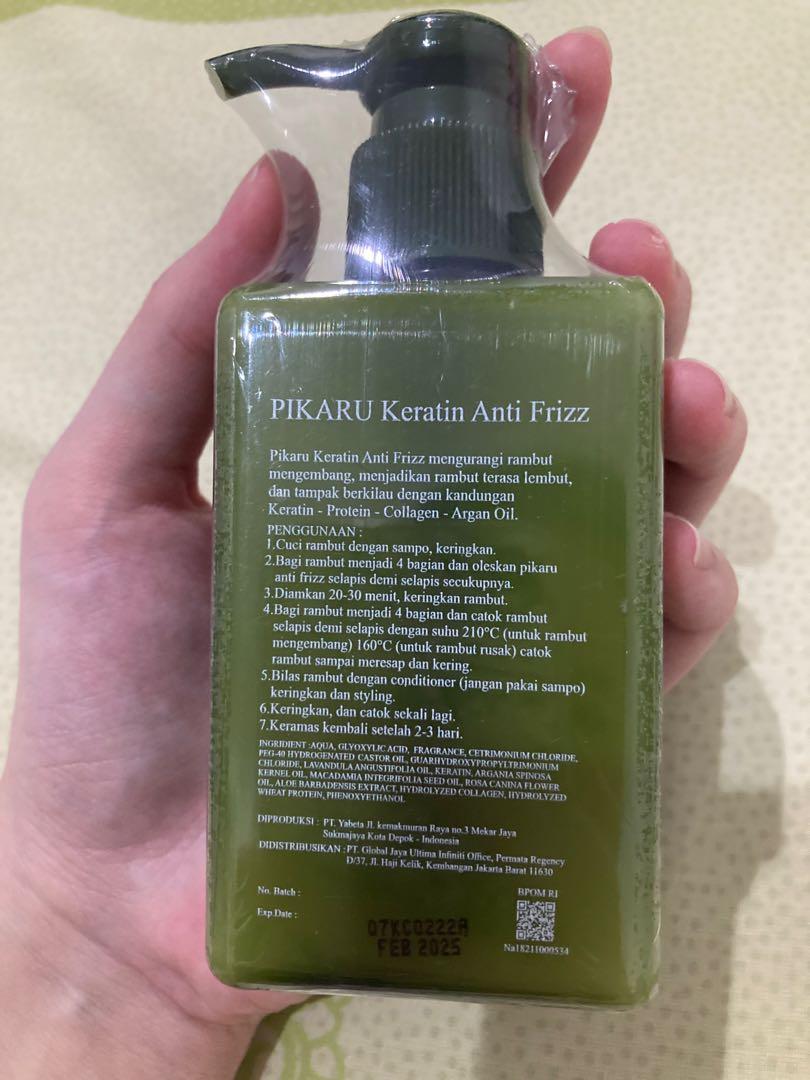 PIKARU Keratin Anti Frizz
Pikaru Keratin Anti Frizz mengurangi rambut
mengembang, menjadikan rambut terasa lembut,
dan tampak berkilau dengan kandungan
Keratin - Protein - Collagen - Argan Oil.
PENGGUNAAN :
1.Cuci rambut dengan sampo, keringkan.
2.Bagi rambut menjadi 4 bagian dan oleskan pikaru
anti frizz selapis demi selapis secukupnya.
3.Diamkan 20-30 menit, keringkan rambut.
4.Bagi rambut menjadi 4 bagian dan catok rambut
selapis demi selapis dengan suhu 210°C (untuk rambut
mengembang) 160°C (untuk rambut rusak) catok
rambut sampai meresap dan kering.
5.Bilas rambut dengan conditioner (jangan pakai sampo)
keringkan dan styling.
6.Keringkan, dan catok sekali lagi.
7.Keramas kembali setelah 2-3 hari.
INGRIDIENT :AQUA, GLYOXYLIC ACID, FRAGRANCE, CETRIMONIUM CHLORIDE,
PEG-40 HYDROGENATED CASTOR OIL, GUARHYDROXYPROPYLTRIMONIUM
CHLORIDE, LAVANDULA ANGUSTIFOLIA OIL, KERATIN, ARGANIA SPINOSA
KERNEL OIL, MACADAMIA INTEGRIFOLIA SEED OIL, ROSA CANINA FLOWER
OIL, ALOE BARBADENSIS EXTRACT, HYDROLYZED COLLAGEN, HYDROLYZED
WHEAT PROTEIN, PHENOXYETHANOL
DIPRODUKSI : PT. Yabeta Jl. kemakmuran Raya no.3 Mekar Jaya
Sukmajaya Kota Depok - Indonesia
DIDISTRIBUSIKAN :PT. Global Jaya Ultima Infiniti Office, Permata Regency
D/37, Jl. Haji Kelik, Kembangan Jakarta Barat 11630
No. Batch :
BPOM RI
Exp.Date :
07KC0222A
FEB 2025
Na18211000534